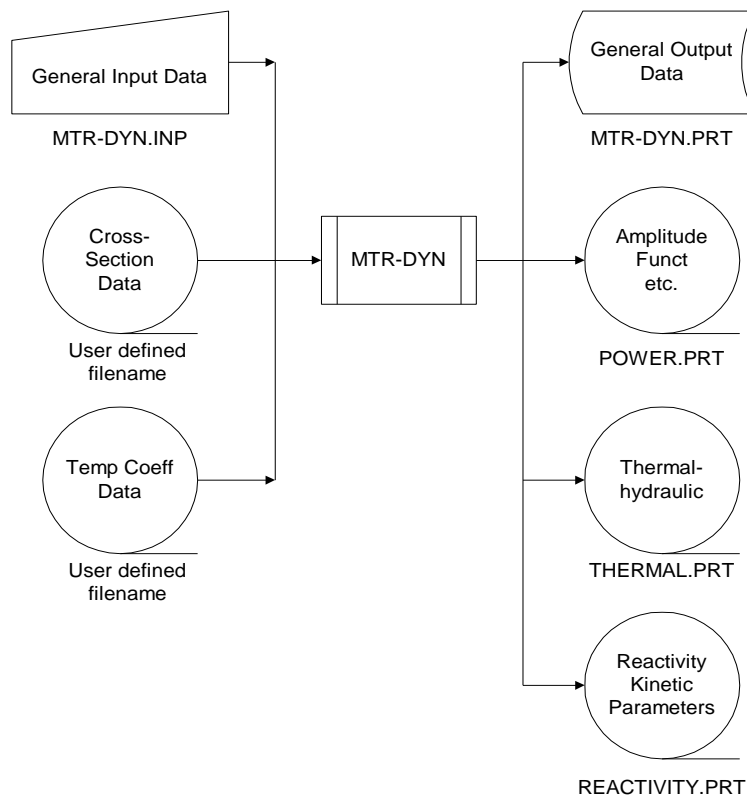 General Input Data
MTR-DYN.INP
Cross-
Section
Data
User defined
filename
Temp Coeff
Data
User defined
filename
MTR-DYN
General Output
Data
MTR-DYN.PRT
Amplitude
Funct
etc.
POWER.PRT
Thermal-
hydraulic
THERMAL.PRT
Reactivity
Kinetic
Parameters
REACTIVITY.PRT